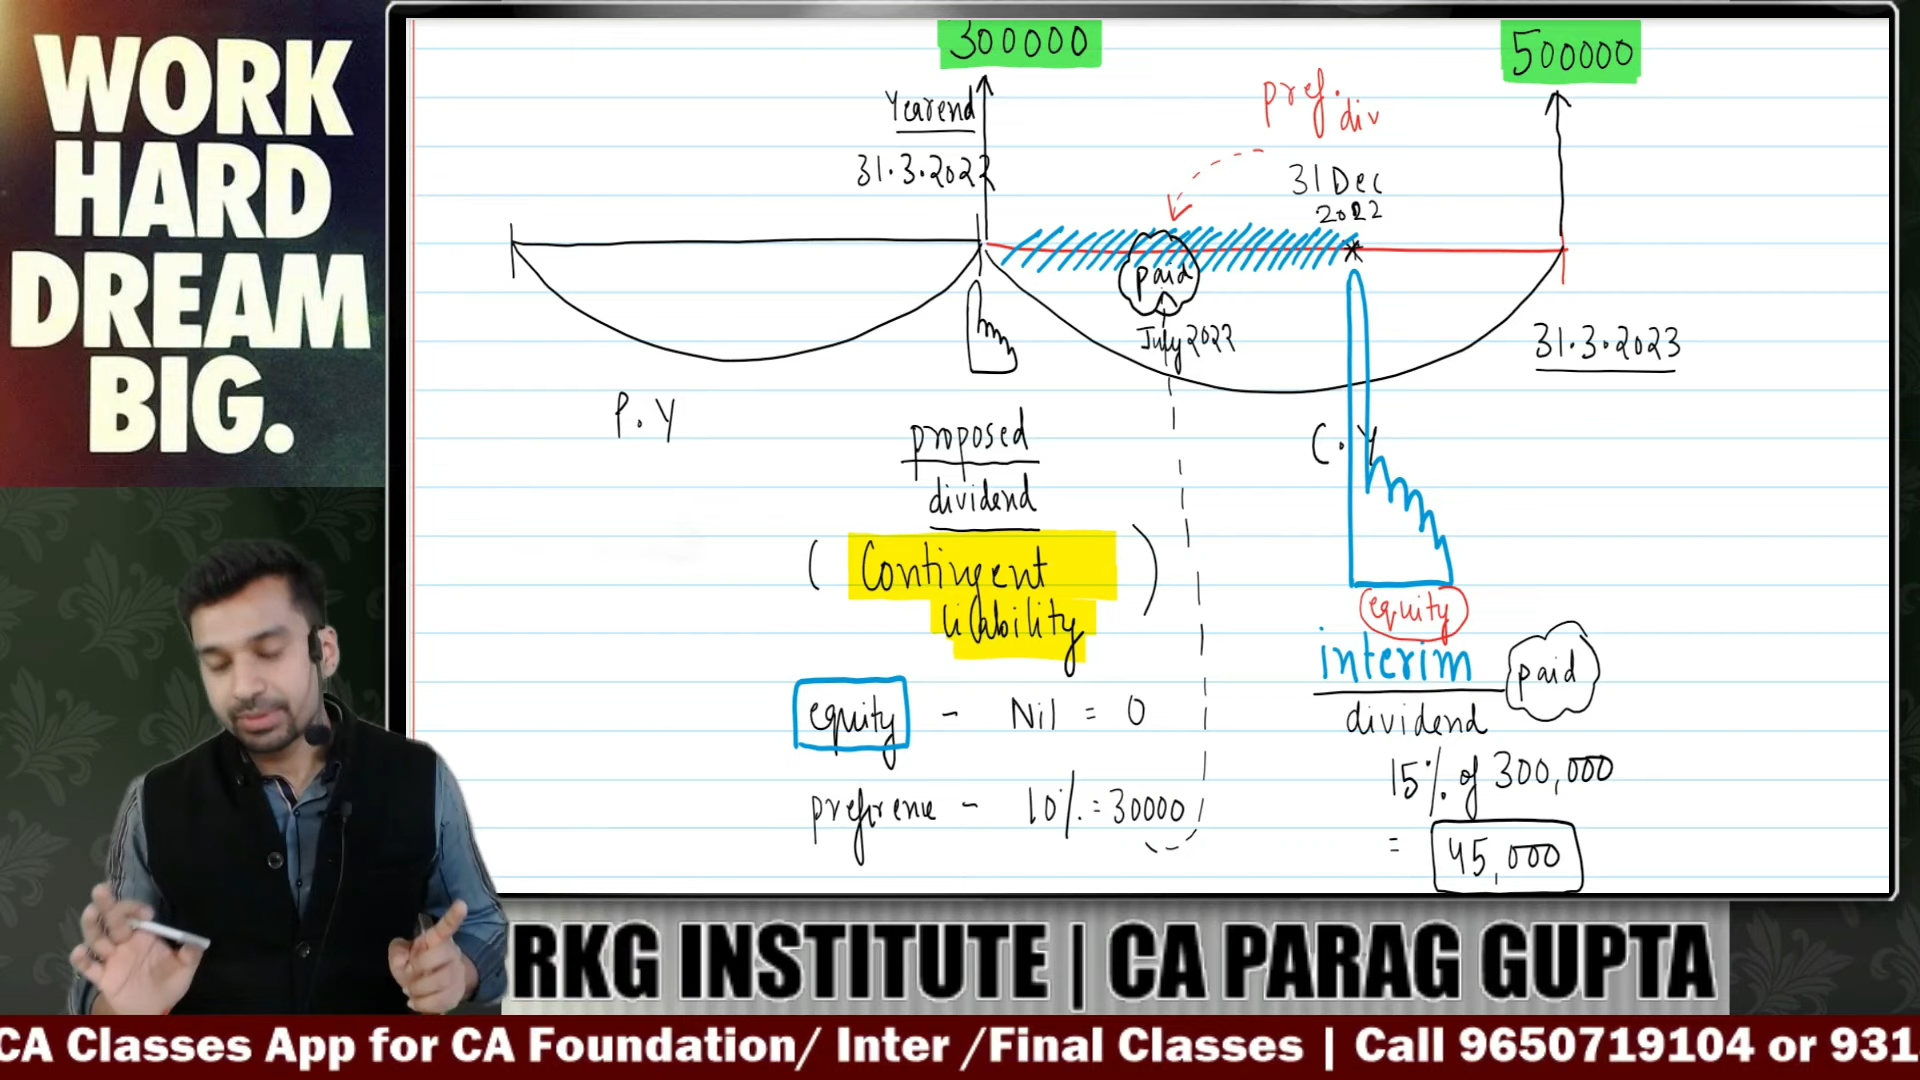 WORK
HARD
DREAM
BIG.
300000
500000
Yearend
31.3.2022
pref.
div
31 Dec
2022
paid
July 2022
31.3.2023
P.Y
C.Y
proposed
dividend
( Contingent
liability )
equity - Nil = 0
preference - 10% = 30000
equity
interim
paid
dividend
15% of 300,000
= 45,000
RKG INSTITUTE | CA PARAG GUPTA
CA Classes App for CA Foundation/ Inter /Final Classes | Call 9650719104 or 931